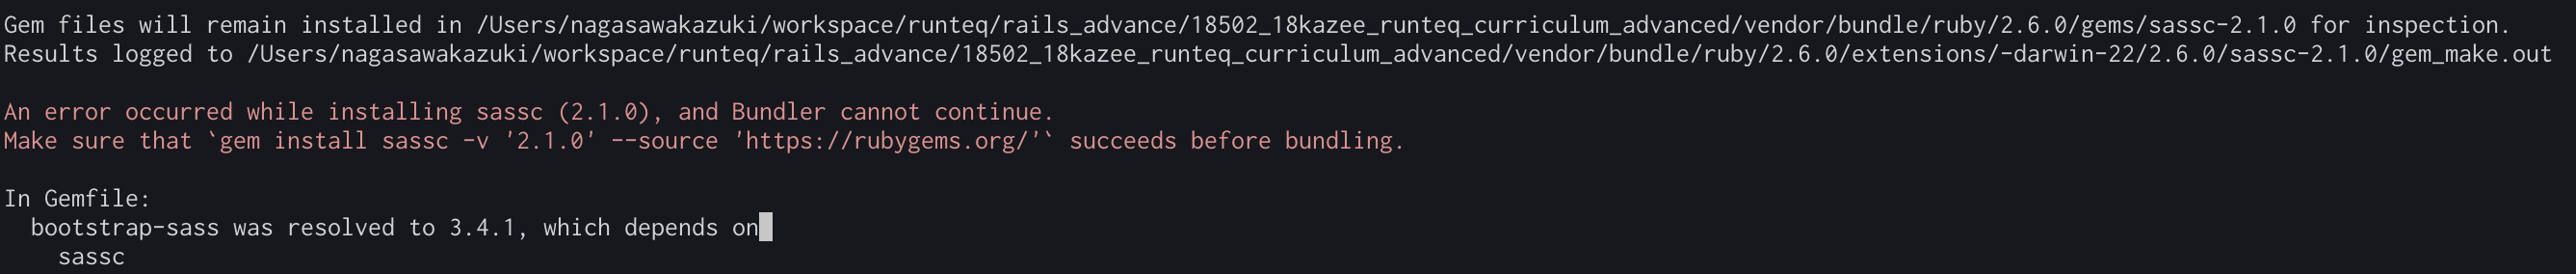 Gem files will remain installed in /Users/nagasawakazuki/workspace/runteq/rails_advance/18502_18kazee_runteq_curriculum_advanced/vendor/bundle/ruby/2.6.0/gems/sassc-2.1.0 for inspection.
Results logged to /Users/nagasawakazuki/workspace/runteq/rails_advance/18502_18kazee_runteq_curriculum_advanced/vendor/bundle/ruby/2.6.0/extensions/-darwin-22/2.6.0/sassc-2.1.0/gem_make.out
An error occurred while installing sassc (2.1.0), and Bundler cannot continue.
Make sure that `gem install sassc -v '2.1.0' --source 'https://rubygems.org/'` succeeds before bundling.
In Gemfile:
bootstrap-sass was resolved to 3.4.1, which depends on
sassc